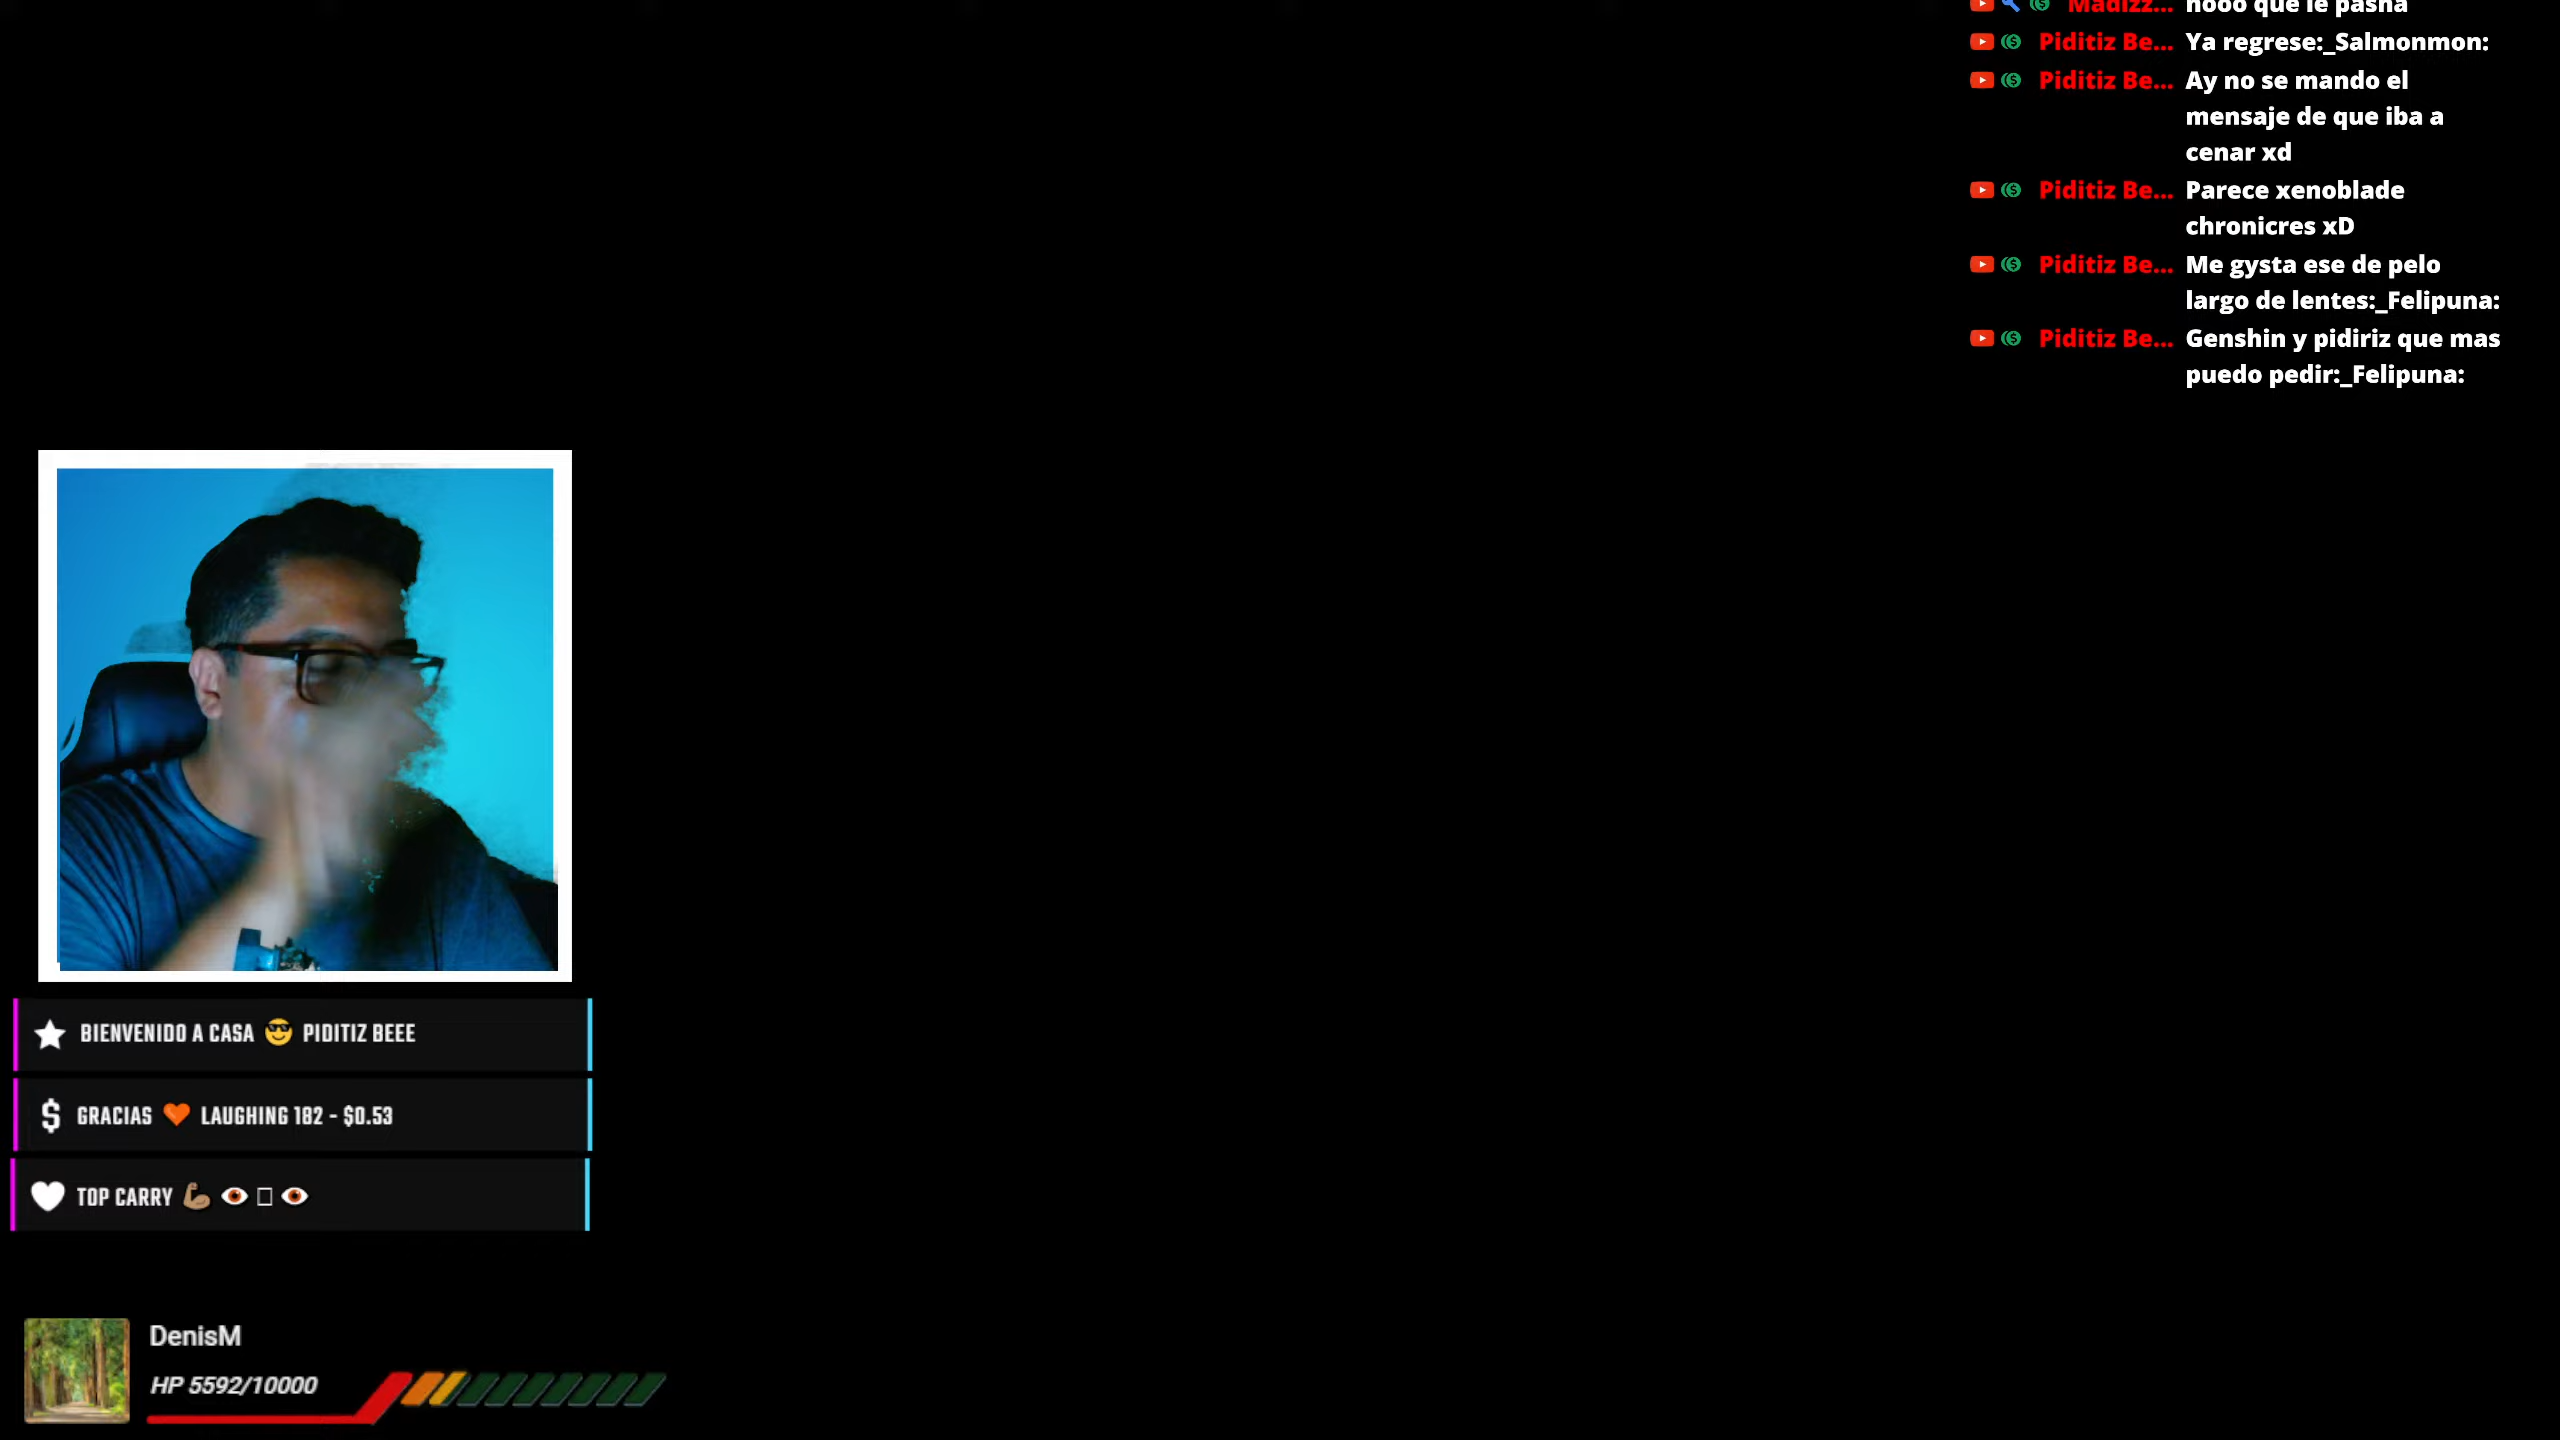 Madizz... nooo que le pasna
Piditiz Be... Ya regrese:_Salmonmon:
Piditiz Be... Ay no se mando el
mensaje de que iba a
cenar xd
Piditiz Be... Parece xenoblade
chronicres xD
Piditiz Be... Me gysta ese de pelo
largo de lentes:_Felipuna:
Piditiz Be... Genshin y pidiriz que mas
puedo pedir:_Felipuna:
BIENVENIDO A CASA 😎 PIDITIZ BEEE
$ GRACIAS 🧡 LAUGHING 182 - $0.53
TOP CARRY 💪🏽 👁 □ 👁
DenisM
HP 5592/10000